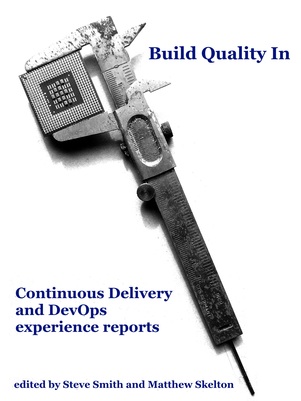 Build Quality In
Continuous Delivery
and DevOps
experience reports
edited by Steve Smith and Matthew Skelton